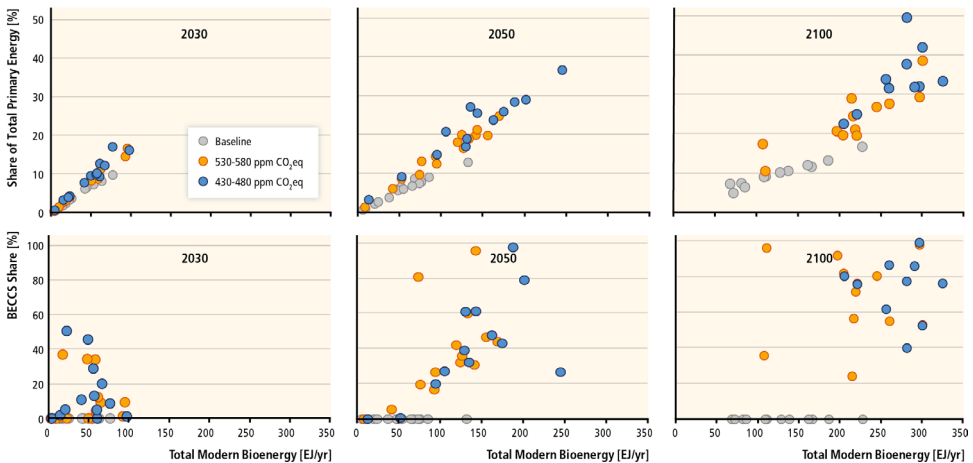 Share of Total Primary Energy [%]
50
40
30
20
10
0
2030
2050
2100
Baseline
530-580 ppm CO₂eq
430-480 ppm CO₂eq
BECCS Share [%]
100
80
60
40
20
0
2030
2050
2100
0 50 100 150 200 250 300 350
0 50 100 150 200 250 300 350
0 50 100 150 200 250 300 350
Total Modern Bioenergy [EJ/yr]
Total Modern Bioenergy [EJ/yr]
Total Modern Bioenergy [EJ/yr]